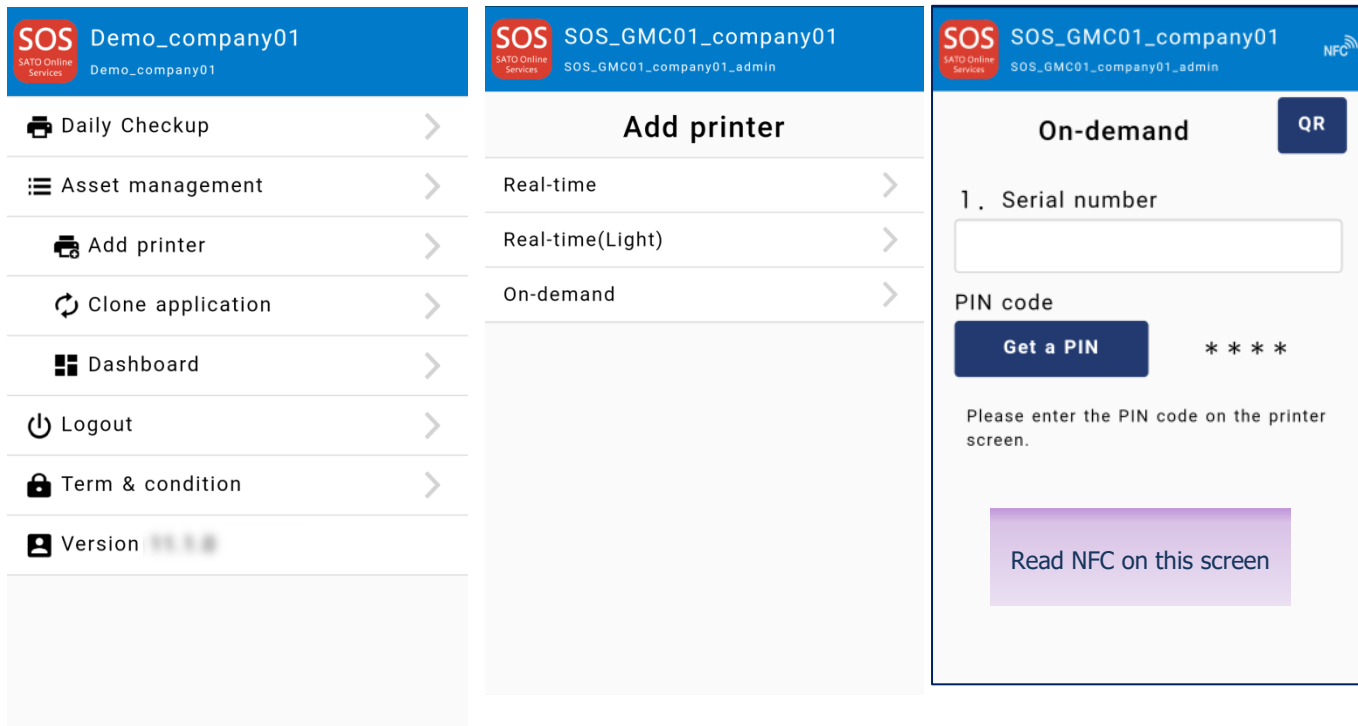 SOS
SATO Online
Services
Demo_company01
Demo_company01
Daily Checkup
Asset management
Add printer
Clone application
Dashboard
Logout
Term & condition
Version
SOS
SATO Online
Services
SOS_GMC01_company01
SOS_GMC01_company01_admin
Add printer
Real-time
Real-time(Light)
On-demand
SOS
SATO Online
Services
SOS_GMC01_company01
SOS_GMC01_company01_admin
NFC
On-demand
QR
1. Serial number
PIN code
Get a PIN
* * * *
Please enter the PIN code on the printer
screen.
Read NFC on this screen